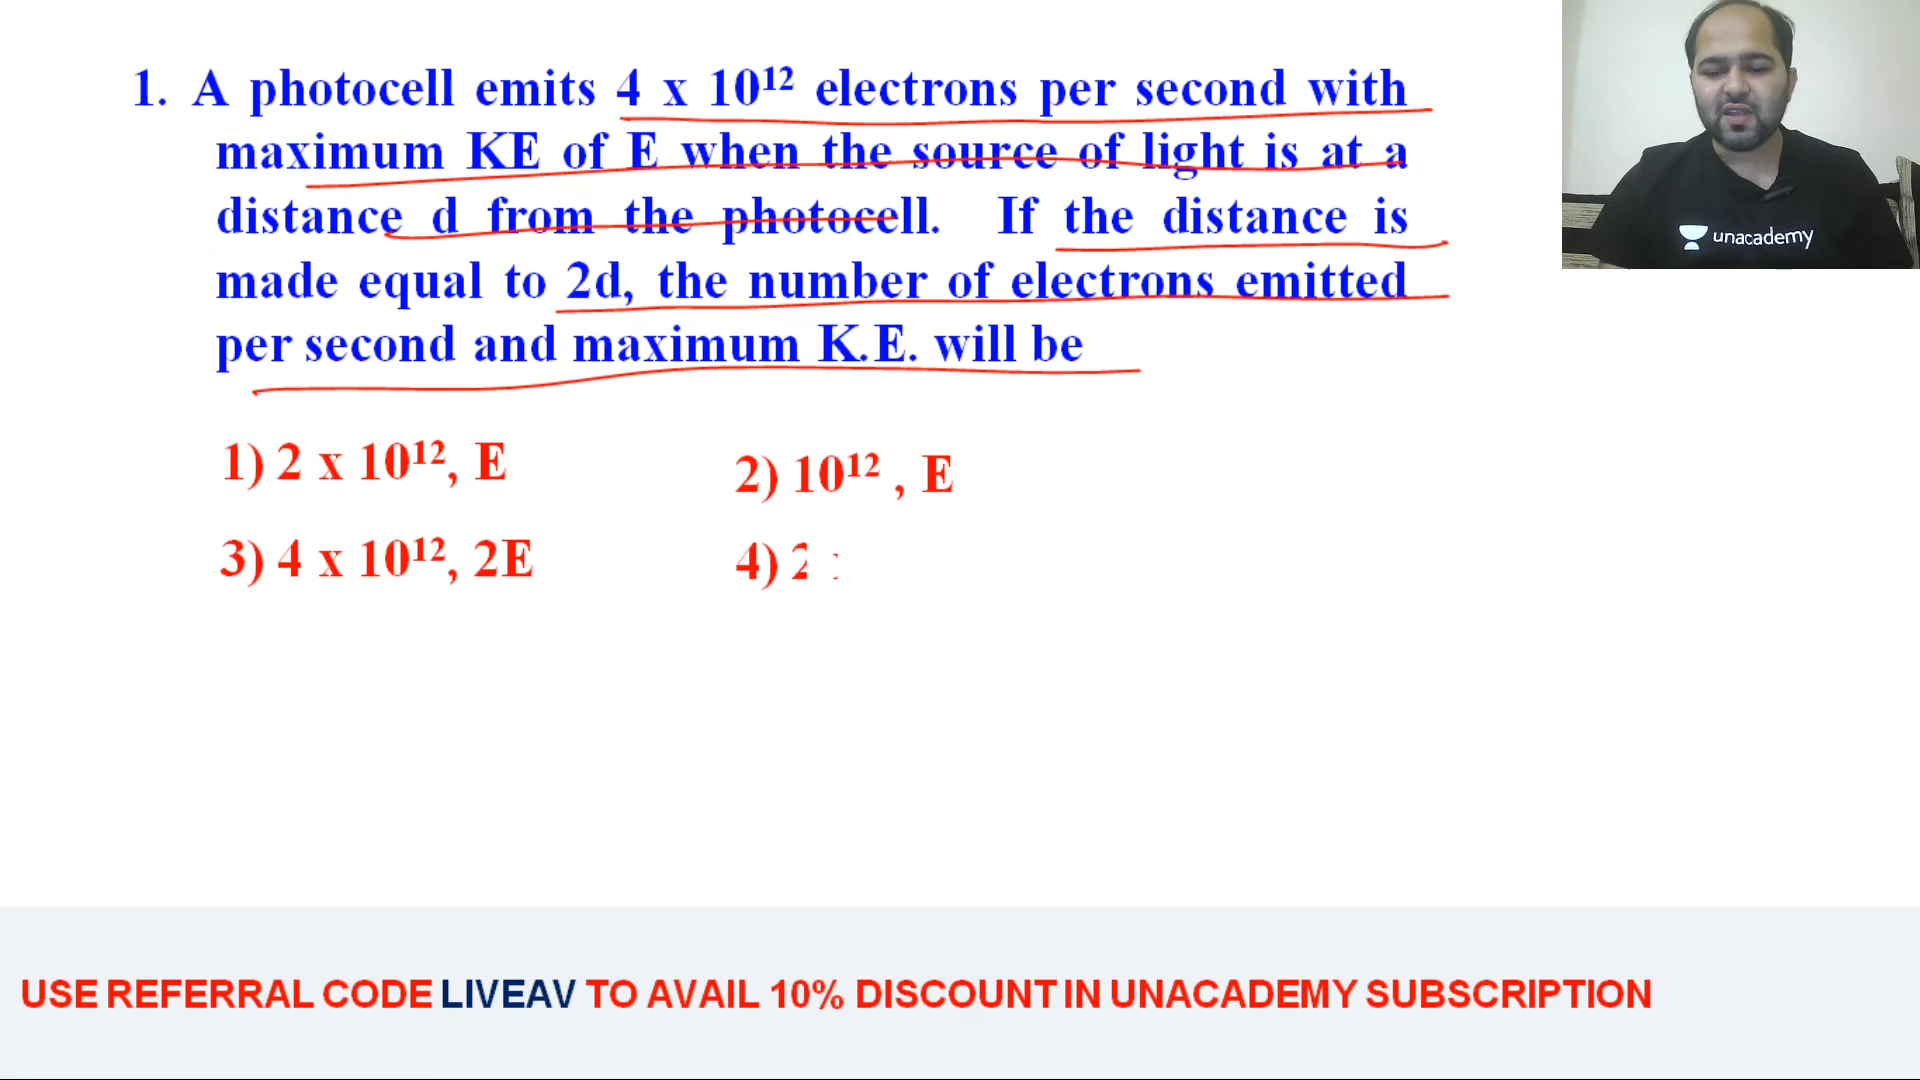 1. A photocell emits 4 x 10¹² electrons per second with
maximum KE of E when the source of light is at a
distance d from the photocell. If the distance is
made equal to 2d, the number of electrons emitted
per second and maximum K.E. will be
1) 2 x 10¹², E
2) 10¹² , E
3) 4 x 10¹², 2E
4) 2
unacademy
USE REFERRAL CODE LIVEAV TO AVAIL 10% DISCOUNT IN UNACADEMY SUBSCRIPTION